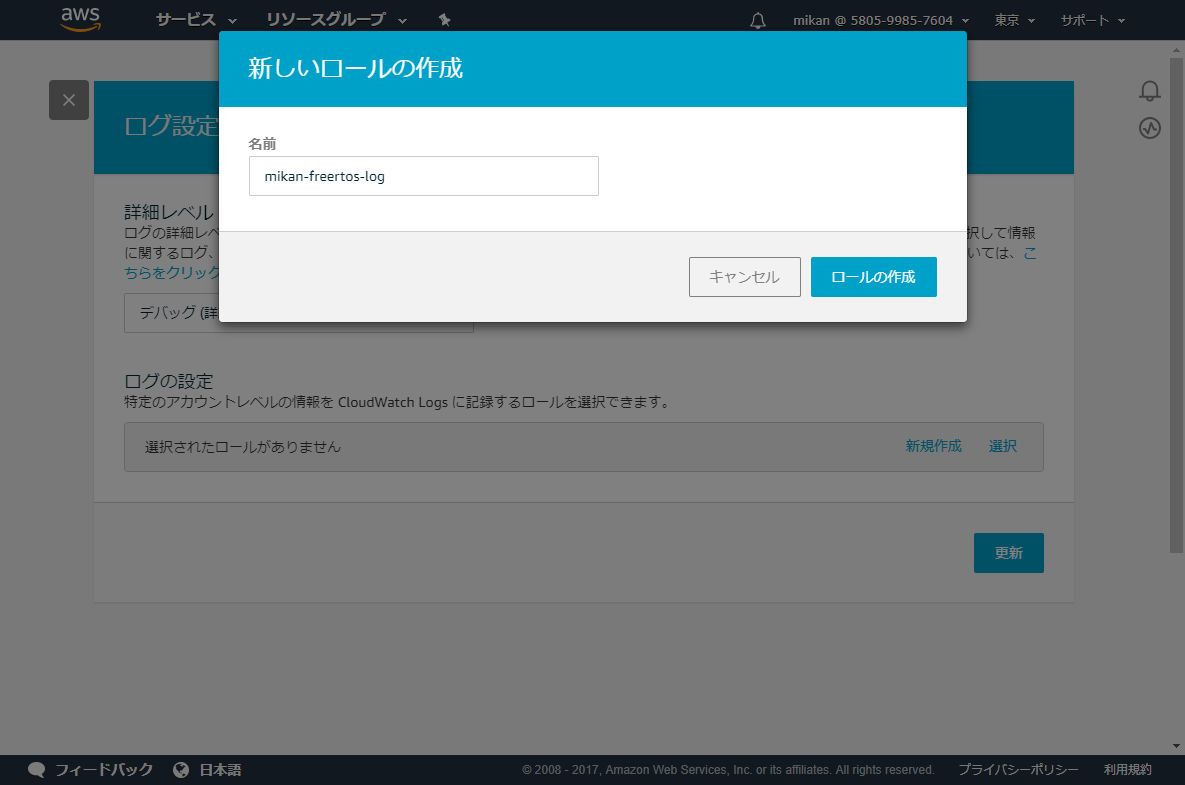 aws サービス リソースグループ mikan @ 5805-9985-7604 東京 サポート
新しいロールの作成
ログ設定
名前
mikan-freertos-log
詳細レベル
ログの詳細レベ
択して情報
に関するログ、
いては、こ
ちらをクリック
キャンセル ロールの作成
デバッグ (詳
ログの設定
特定のアカウントレベルの情報を CloudWatch Logs に記録するロールを選択できます。
選択されたロールがありません 新規作成 選択
更新
フィードバック 日本語 © 2008 - 2017, Amazon Web Services, Inc. or its affiliates. All rights reserved. プライバシーポリシー 利用規約